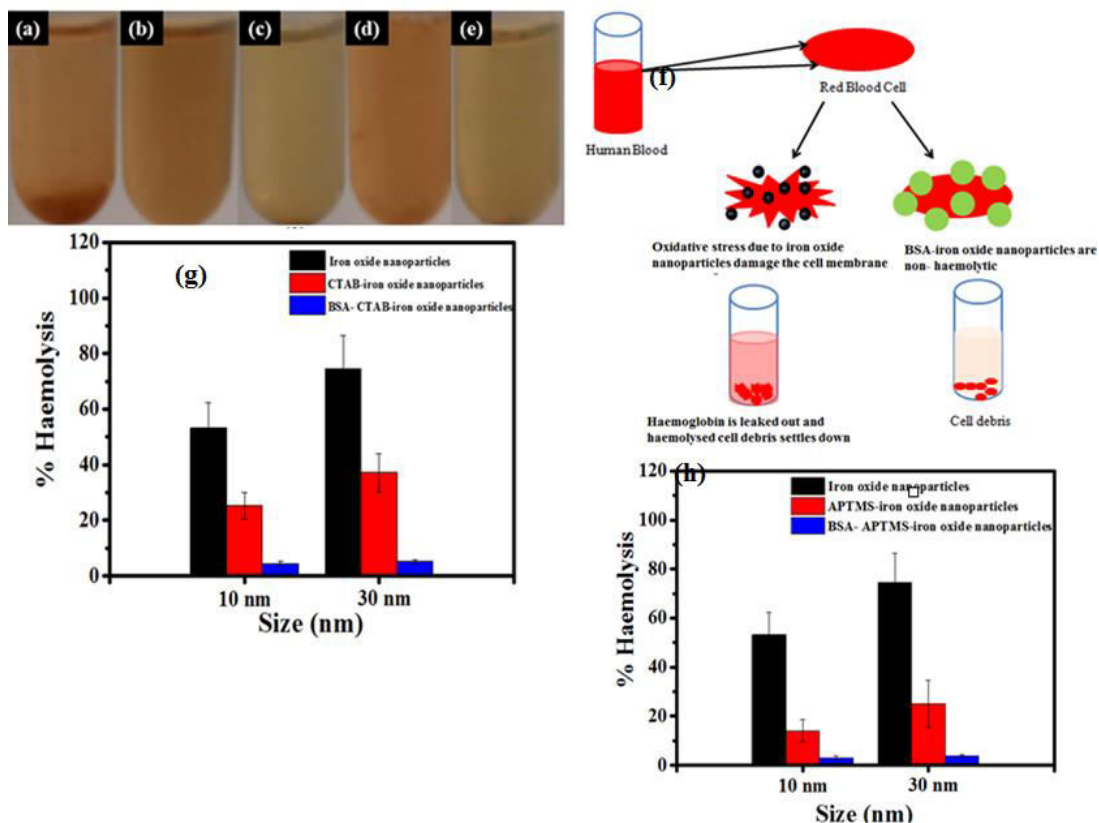 (a)
(b)
(c)
(d)
(e)
(f)
Human Blood
Red Blood Cell
Oxidative stress due to iron oxide
nanoparticles damage the cell membrane
BSA-iron oxide nanoparticles are
non- haemolytic
Haemoglobin is leaked out and
haemolysed cell debris settles down
Cell debris
(g)
% Haemolysis
120
100
80
60
40
20
0
Iron oxide nanoparticles
CTAB-iron oxide nanoparticles
BSA- CTAB-iron oxide nanoparticles
10 nm
30 nm
Size (nm)
(h)
% Haemolysis
120
100
80
60
40
20
0
Iron oxide nanoparticles
APTMS-iron oxide nanoparticles
BSA- APTMS-iron oxide nanoparticles
10 nm
30 nm
Size (nm)